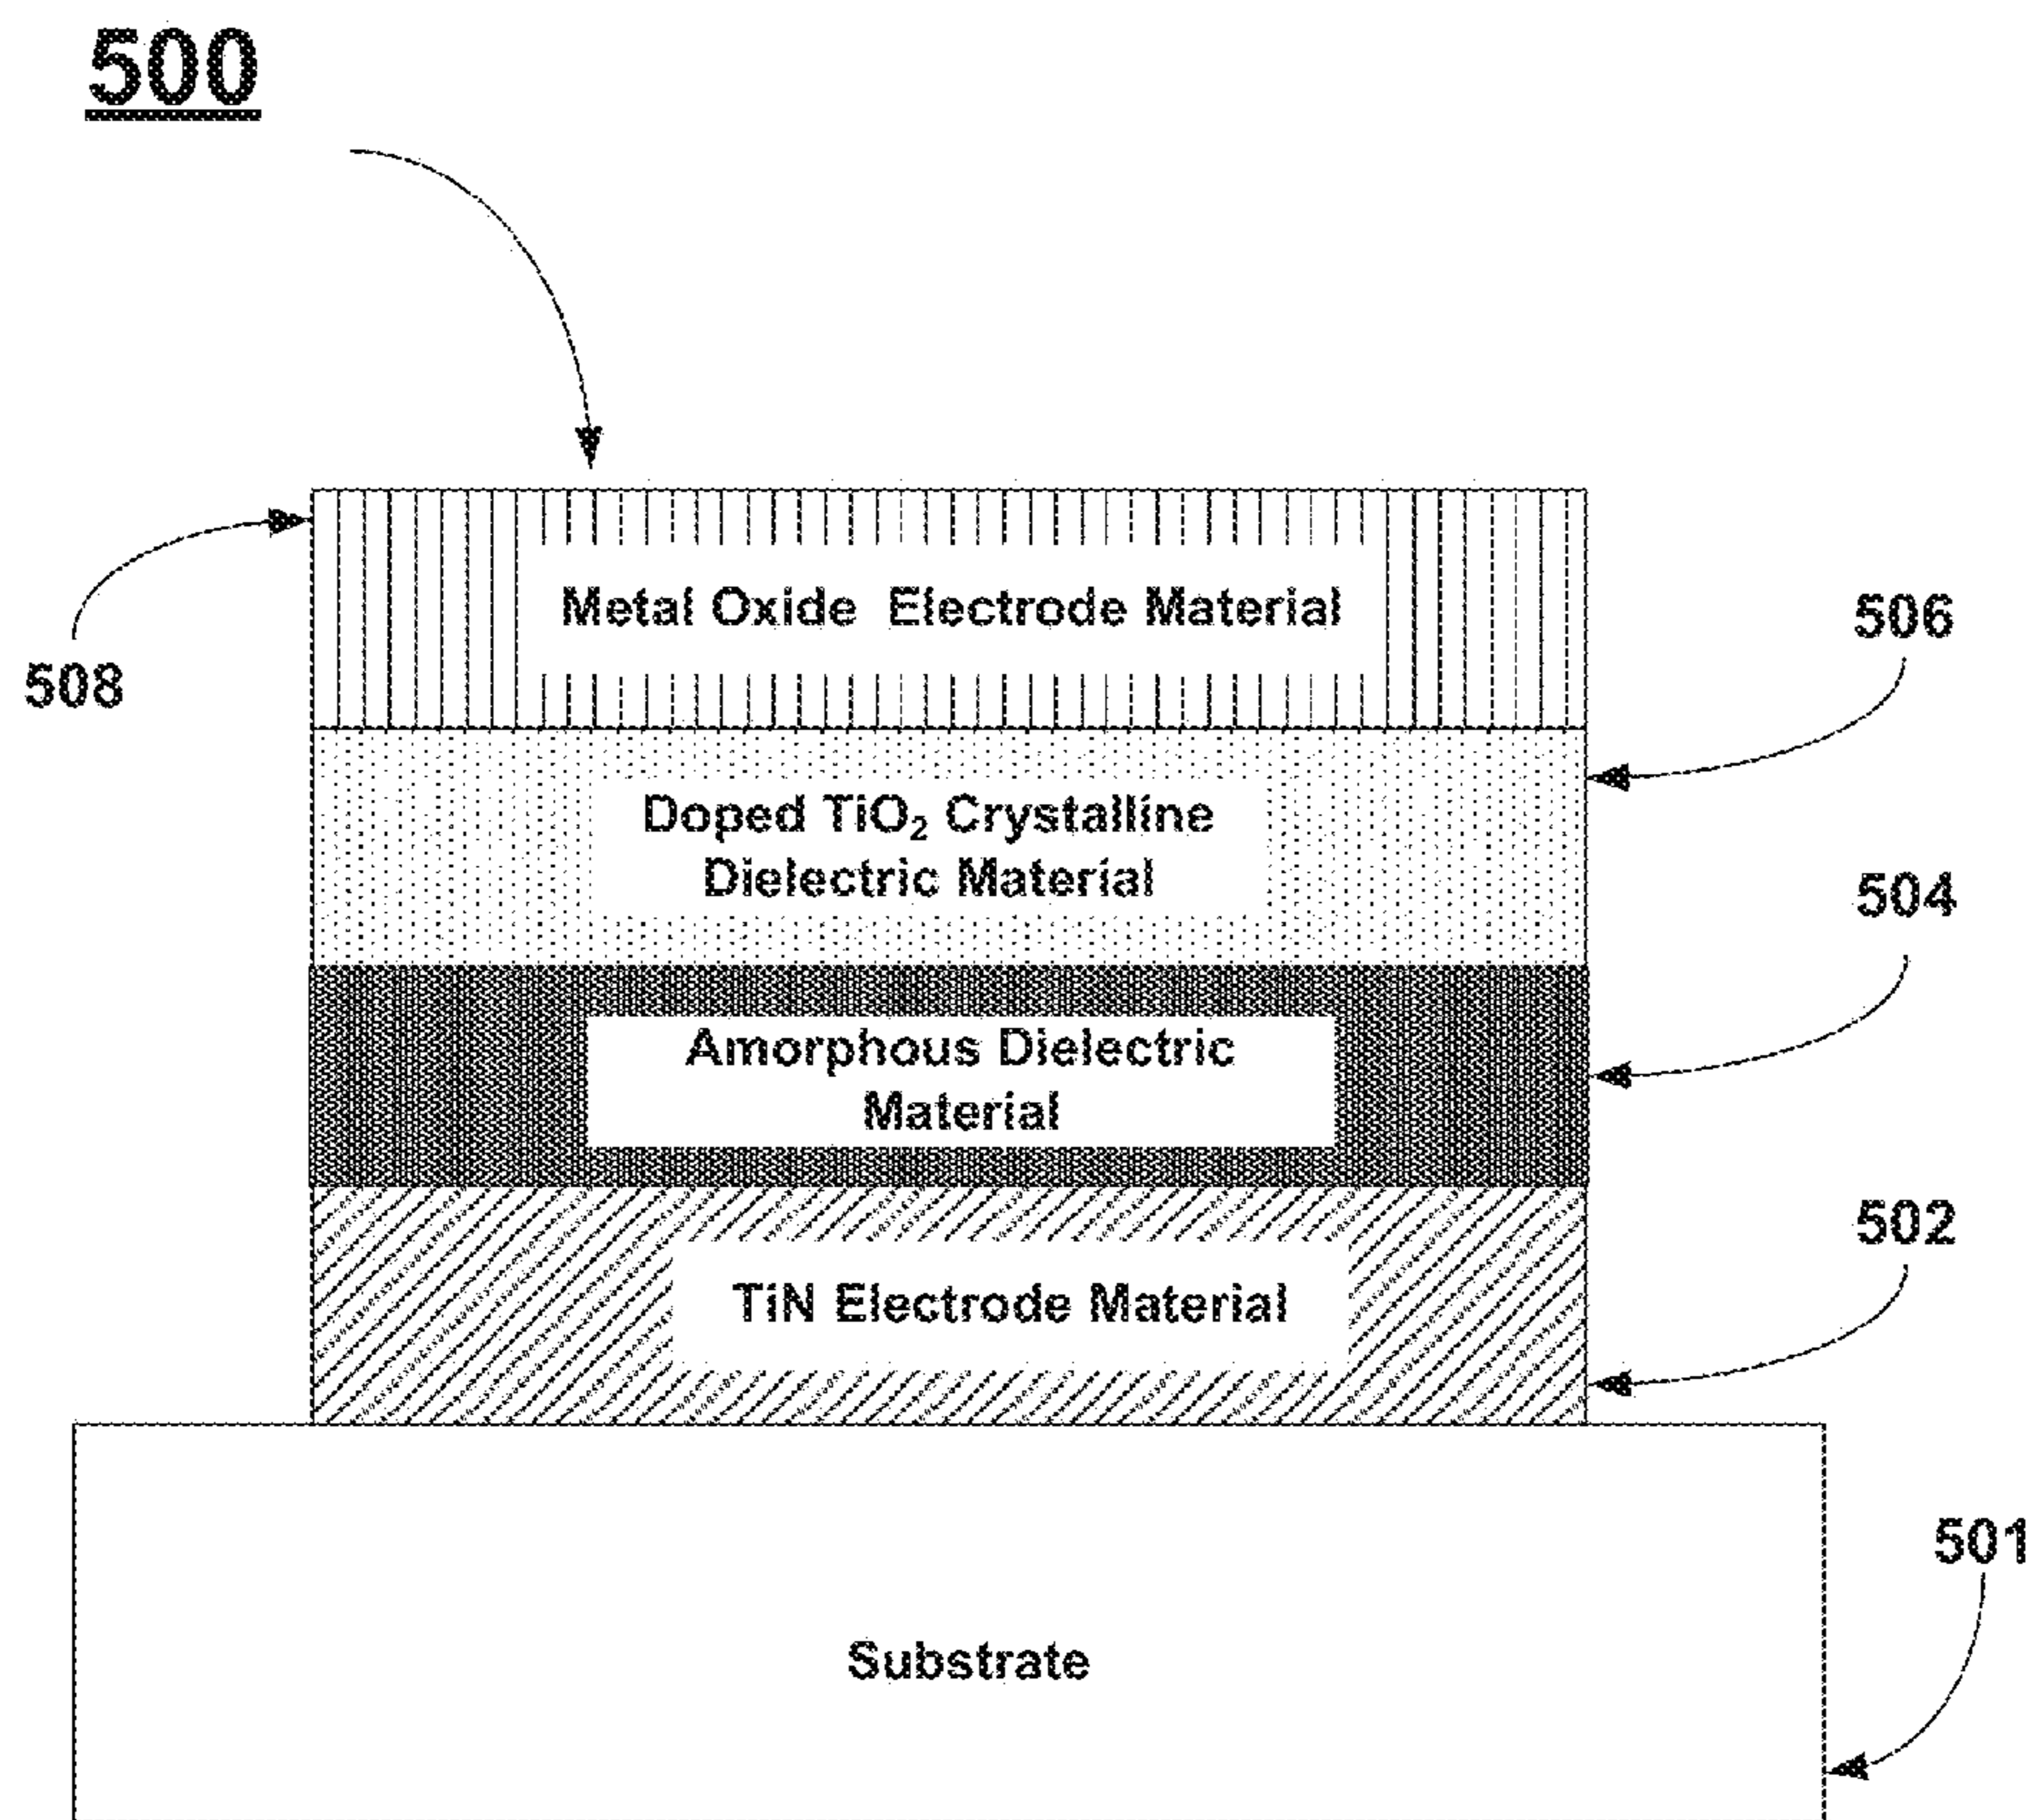 500
Metal Oxide Electrode Material
506
508
Doped TiO₂ Crystalline
Dielectric Material
504
Amorphous Dielectric
Material
502
TiN Electrode Material
501
Substrate